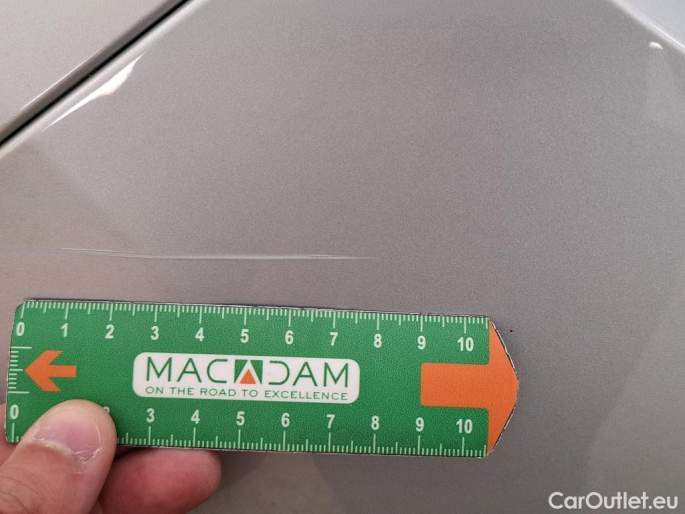 0 1 2 3 4 5 6 7 8 9 10
MACADAM
ON THE ROAD TO EXCELLENCE
0 2 3 4 5 6 7 8 9 10
CarOutlet.eu